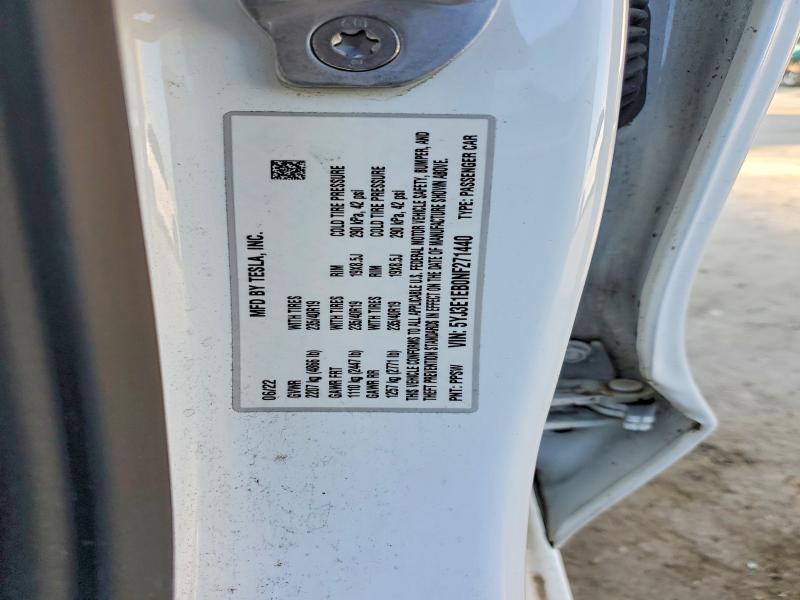 06/22 MFD BY TESLA, INC.
GVWR WITH TIRES RIM COLD TIRE PRESSURE
2207 kg (4866 lb) 235/40R19 19X8.5J 290 kPa, 42 psi
GAWR FRT WITH TIRES RIM COLD TIRE PRESSURE
1110 kg (2447 lb) 235/40R19 19X8.5J 290 kPa, 42 psi
GAWR RR
1257 kg (2771 lb)
THIS VEHICLE CONFORMS TO ALL APPLICABLE U.S. FEDERAL MOTOR VEHICLE SAFETY, BUMPER, AND
THEFT PREVENTION STANDARDS IN EFFECT ON THE DATE OF MANUFACTURE SHOWN ABOVE.
PNT: PPSW VIN: 5YJ3E1EB0NF271440 TYPE: PASSENGER CAR